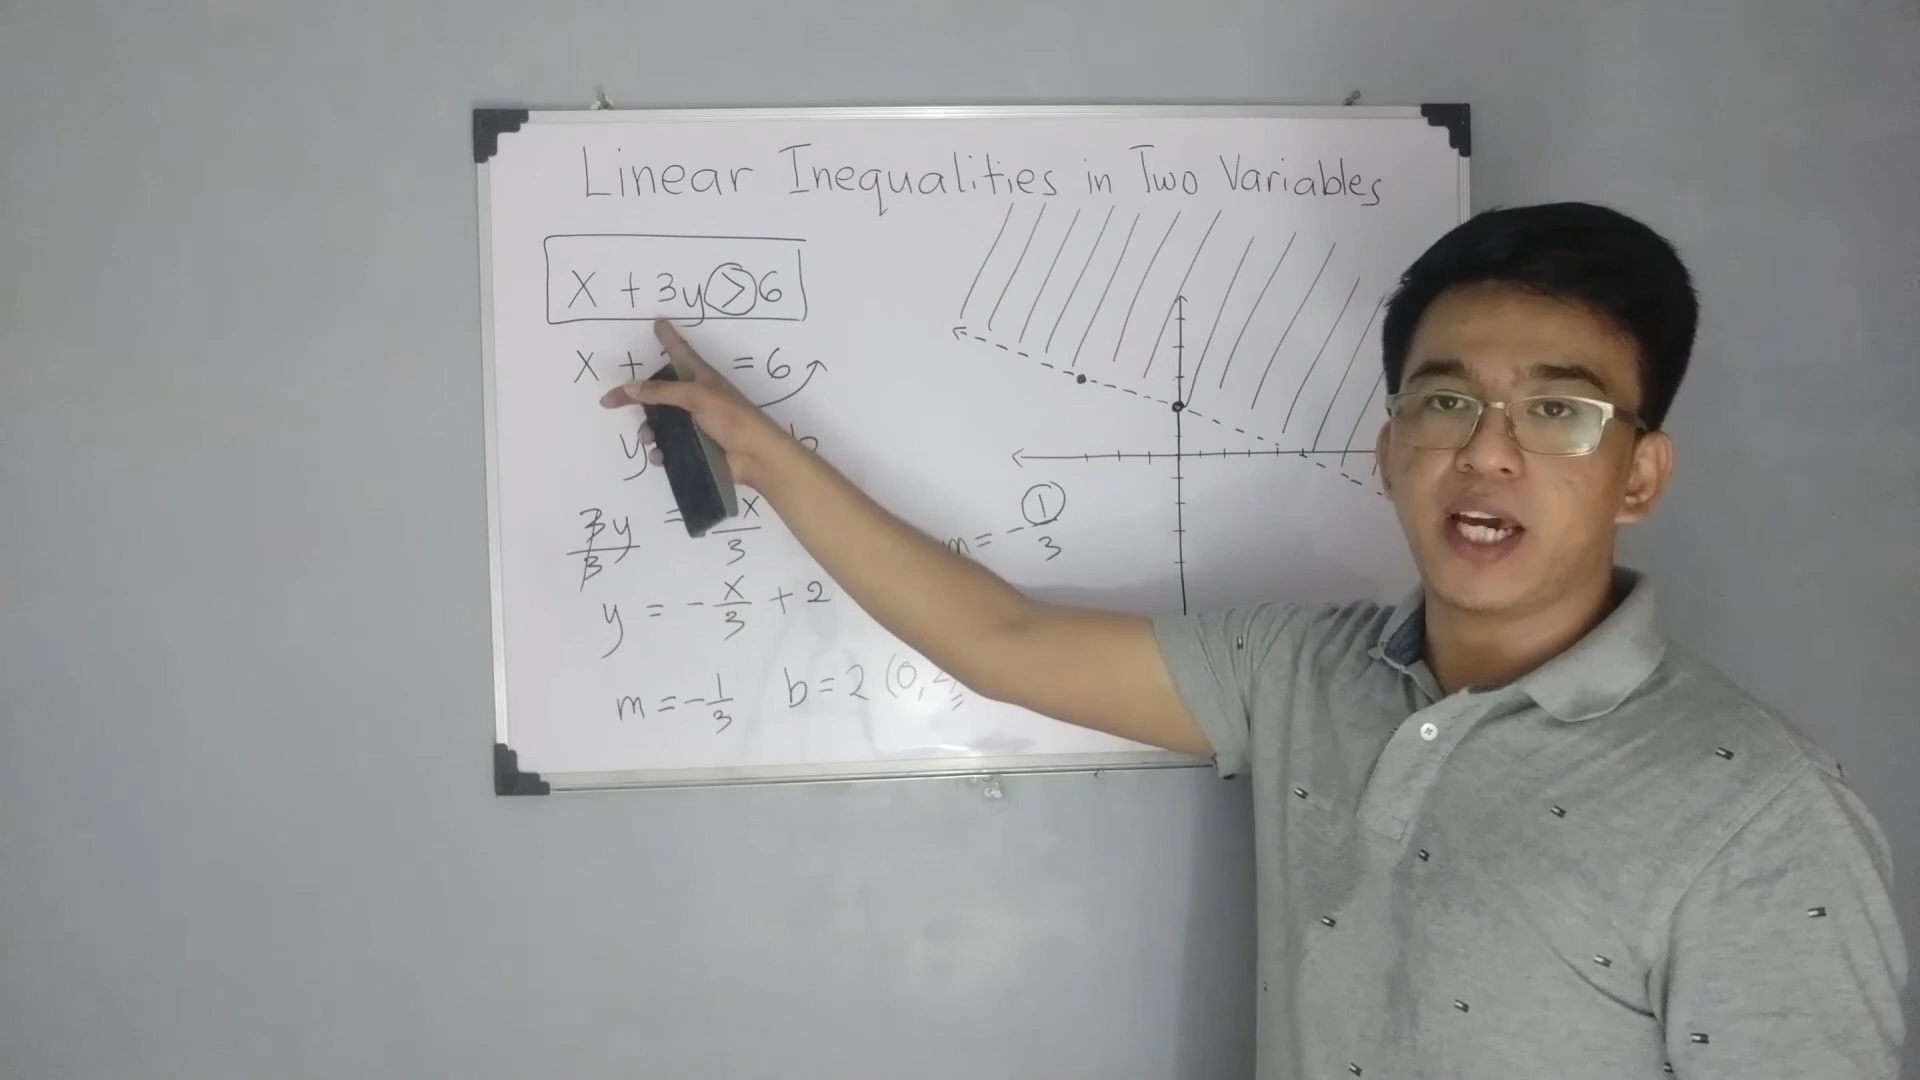 Linear Inequalities in Two Variables
x + 3y > 6
x + = 6
y b
3y/3 = x/3
y = -x/3 + 2
m = -1/3 b = 2 (0, 2
m = -1/3